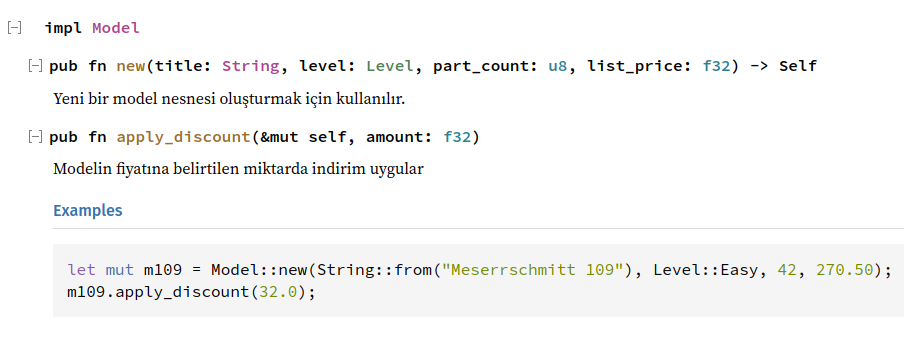 [-] impl Model
[-] pub fn new(title: String, level: Level, part_count: u8, list_price: f32) -> Self
Yeni bir model nesnesi oluşturmak için kullanılır.
[-] pub fn apply_discount(&mut self, amount: f32)
Modelin fiyatına belirtilen miktarda indirim uygular
Examples
let mut m109 = Model::new(String::from("Meserrschmitt 109"), Level::Easy, 42, 270.50);
m109.apply_discount(32.0);